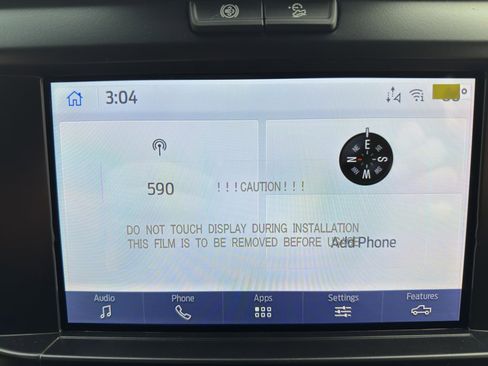 3:04
590
!!!CAUTION!!!
DO NOT TOUCH DISPLAY DURING INSTALLATION
THIS FILM IS TO BE REMOVED BEFORE
Add Phone
E
N S
W
Audio Phone Apps Settings Features